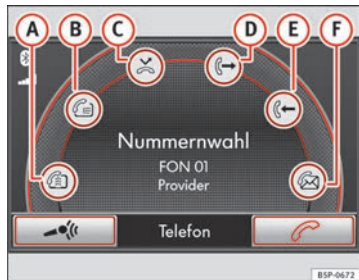 A B C D E F
Nummernwahl
FON 01
Provider
Telefon
B5P-0672